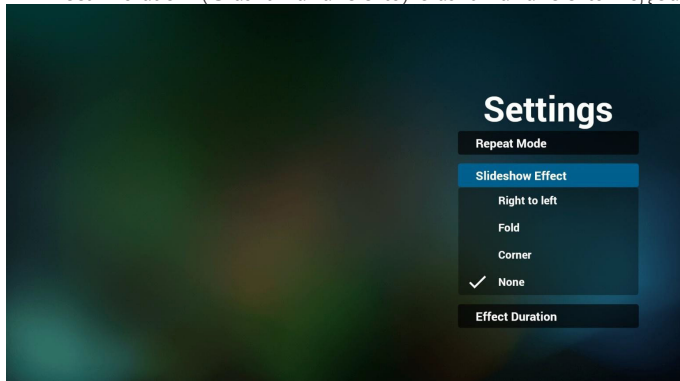 Settings
Repeat Mode
Slideshow Effect
Right to left
Fold
Corner
None
Effect Duration